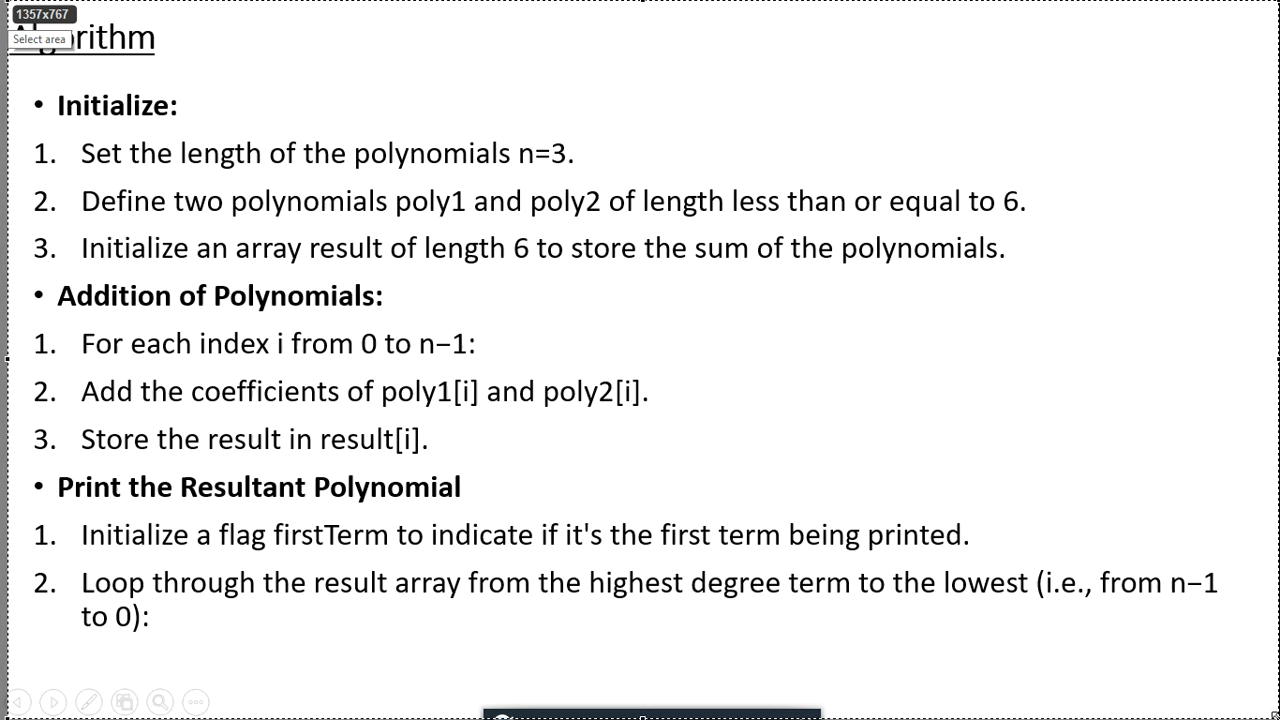 1357x767
Select area
Algorithm
• Initialize:
1. Set the length of the polynomials n=3.
2. Define two polynomials poly1 and poly2 of length less than or equal to 6.
3. Initialize an array result of length 6 to store the sum of the polynomials.
• Addition of Polynomials:
1. For each index i from 0 to n−1:
2. Add the coefficients of poly1[i] and poly2[i].
3. Store the result in result[i].
• Print the Resultant Polynomial
1. Initialize a flag firstTerm to indicate if it's the first term being printed.
2. Loop through the result array from the highest degree term to the lowest (i.e., from n−1
to 0):